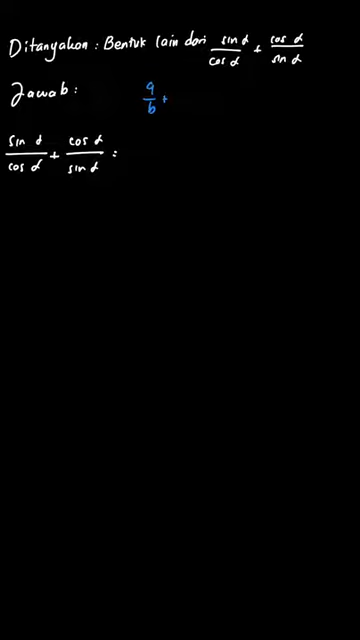 Ditanyakan : Bentuk lain dari sin α / cos α + cos α / sin α
Jawab : a/b +
sin α / cos α + cos α / sin α =